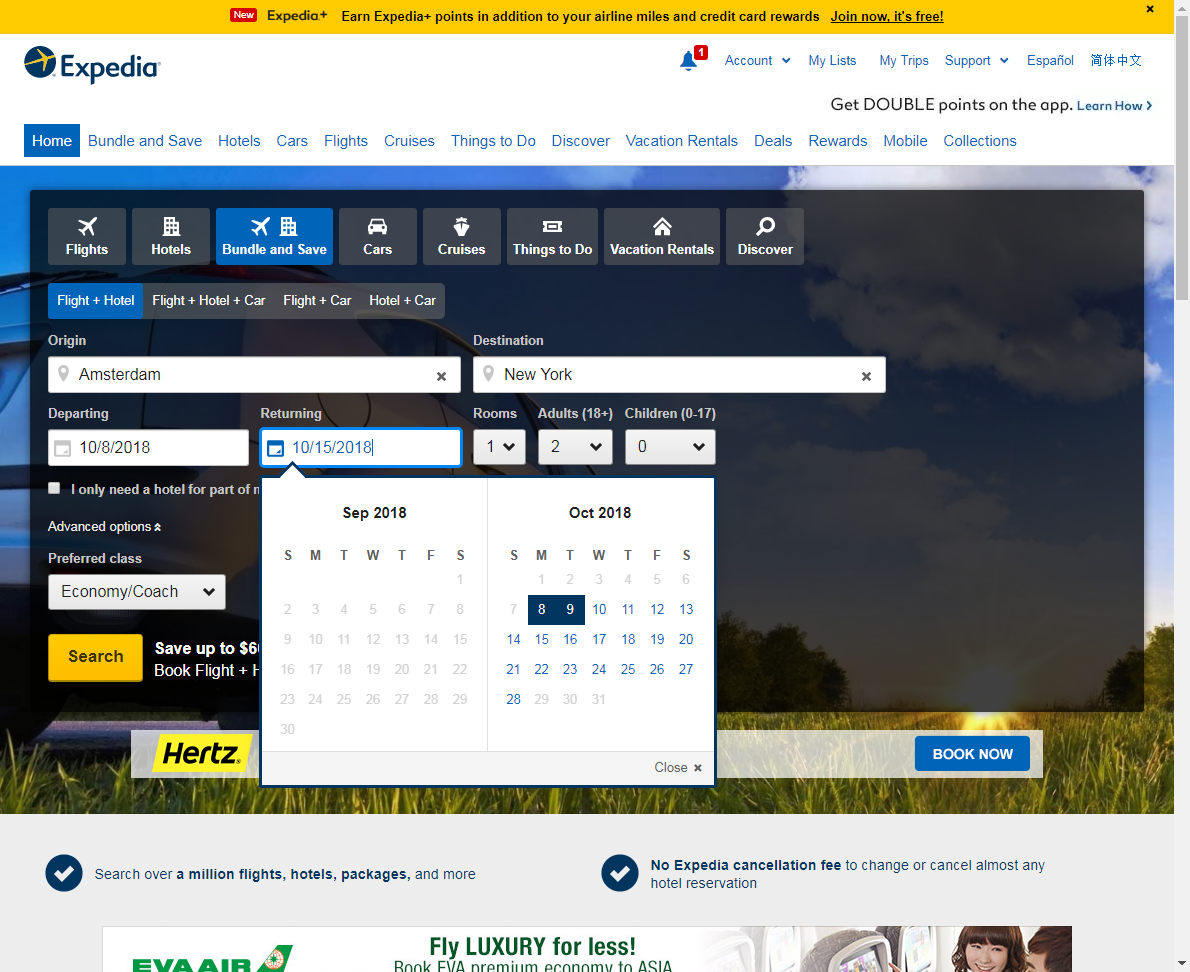 New Expedia+ Earn Expedia+ points in addition to your airline miles and credit card rewards Join now, it's free! ×
Expedia
1 Account My Lists My Trips Support Español 简体中文
Get DOUBLE points on the app. Learn How ›
Home Bundle and Save Hotels Cars Flights Cruises Things to Do Discover Vacation Rentals Deals Rewards Mobile Collections
Flights Hotels Bundle and Save Cars Cruises Things to Do Vacation Rentals Discover
Flight + Hotel Flight + Hotel + Car Flight + Car Hotel + Car
Origin Destination
Amsterdam × New York ×
Departing Returning Rooms Adults (18+) Children (0-17)
10/8/2018 10/15/2018 1 2 0
I only need a hotel for part of
Advanced options
Preferred class
Economy/Coach
Search Save up to
Book Flight +
Sep 2018
S M T W T F S
1
2 3 4 5 6 7 8
9 10 11 12 13 14 15
16 17 18 19 20 21 22
23 24 25 26 27 28 29
30
Oct 2018
S M T W T F S
1 2 3 4 5 6
7 8 9 10 11 12 13
14 15 16 17 18 19 20
21 22 23 24 25 26 27
28 29 30 31
Close ×
Hertz. BOOK NOW
Search over a million flights, hotels, packages, and more
No Expedia cancellation fee to change or cancel almost any
hotel reservation
EVA AIR
Fly LUXURY for less!
Book EVA premium economy to ASIA